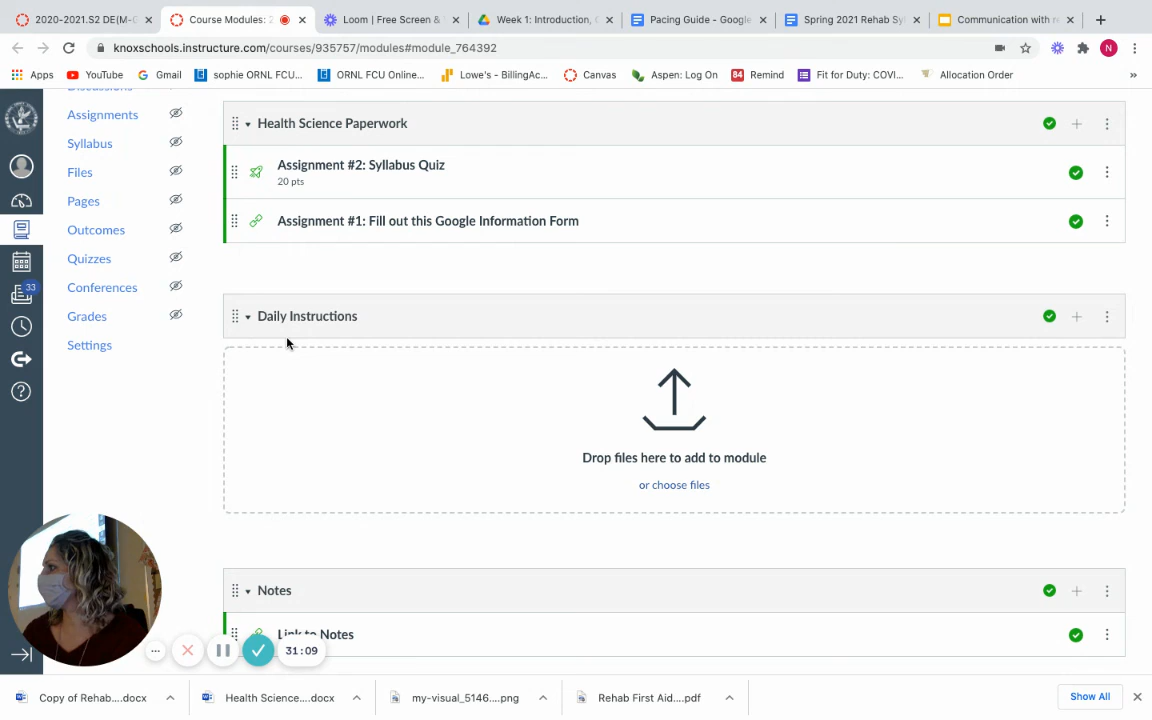 2020-2021.S2 DE(M-G
Course Modules: 2
Loom | Free Screen &
Week 1: Introduction, C
Pacing Guide - Google
Spring 2021 Rehab Syl
Communication with re
knoxschools.instructure.com/courses/935757/modules#module_764392
N
Apps
YouTube
Gmail
sophie ORNL FCU...
ORNL FCU Online...
Lowe's - BillingAc...
Canvas
Aspen: Log On
84 Remind
Fit for Duty: COVI...
Allocation Order
»
Discussions
Assignments
Syllabus
Files
Pages
Outcomes
Quizzes
Conferences
Grades
Settings
33
Health Science Paperwork
Assignment #2: Syllabus Quiz
20 pts
Assignment #1: Fill out this Google Information Form
Daily Instructions
Drop files here to add to module
or choose files
Notes
Link to Notes
31:09
Copy of Rehab....docx
Health Science....docx
my-visual_5146....png
Rehab First Aid....pdf
Show All